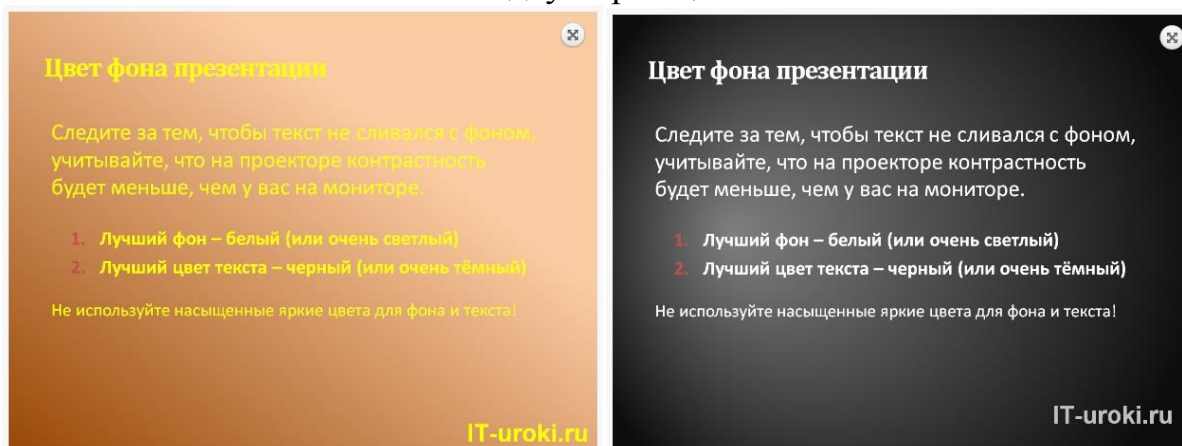 Цвет фона презентации
Следите за тем, чтобы текст не сливался с фоном,
учитывайте, что на проекторе контрастность
будет меньше, чем у вас на мониторе.
1. Лучший фон – белый (или очень светлый)
2. Лучший цвет текста – черный (или очень тёмный)
Не используйте насыщенные яркие цвета для фона и текста!
IT-uroki.ru
Цвет фона презентации
Следите за тем, чтобы текст не сливался с фоном,
учитывайте, что на проекторе контрастность
будет меньше, чем у вас на мониторе.
1. Лучший фон – белый (или очень светлый)
2. Лучший цвет текста – черный (или очень тёмный)
Не используйте насыщенные яркие цвета для фона и текста!
IT-uroki.ru